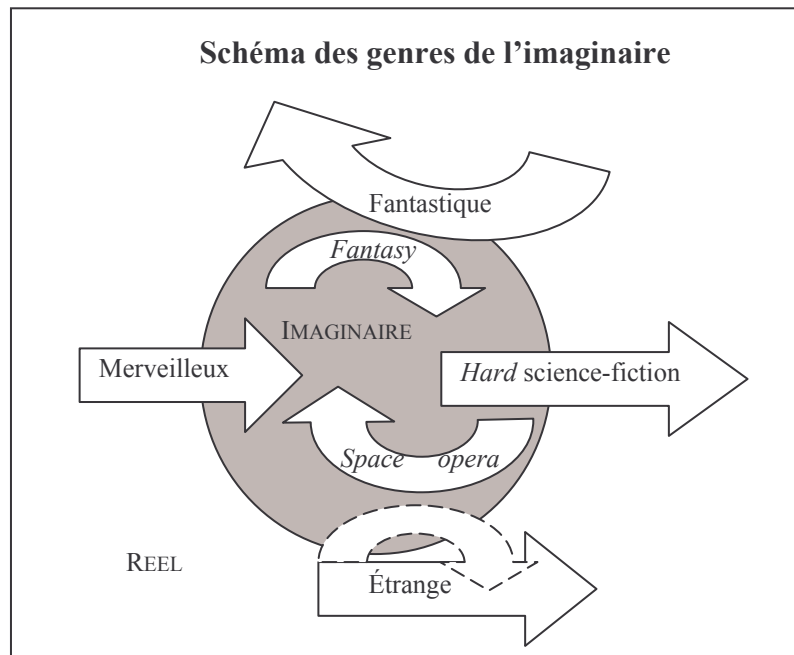 Schéma des genres de l’imaginaire
Fantastique
Fantasy
IMAGINAIRE
Merveilleux
Hard science-fiction
Space opera
REEL
Étrange